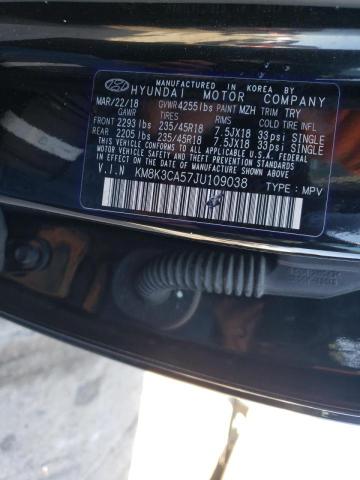 MANUFACTURED IN KOREA BY
HYUNDAI MOTOR COMPANY
MAR/22/18 GVWR 4255lbs PAINT MZH TRIM TRY
GAWR TIRES RIMS COLD TIRE INFL
FRONT 2293 lbs 235/45R18 7.5JX18 33psi SINGLE
REAR 2205 lbs 235/45R18 7.5JX18 33psi SINGLE
THIS VEHICLE CONFORMS TO ALL APPLICABLE U.S FEDERAL
MOTOR VEHICLE SAFETY, BUMPER, AND THEFT PREVENTION
STANDARDS IN EFFECT ON THE DATE OF MANUFACTURE SHOWN ABOVE.
V.I.N KM8K3CA57JU109038 TYPE : MPV